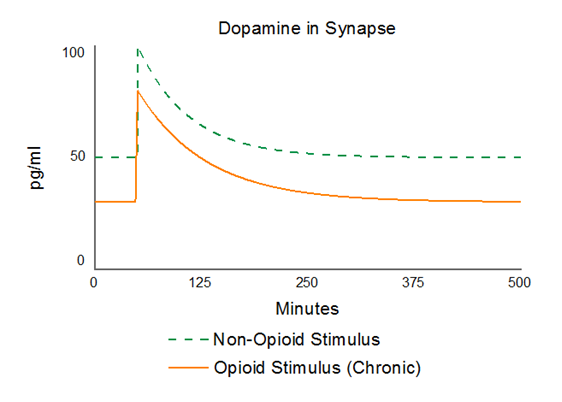 Dopamine in Synapse
100
50
0
pg/ml
0 125 250 375 500
Minutes
Non-Opioid Stimulus
Opioid Stimulus (Chronic)